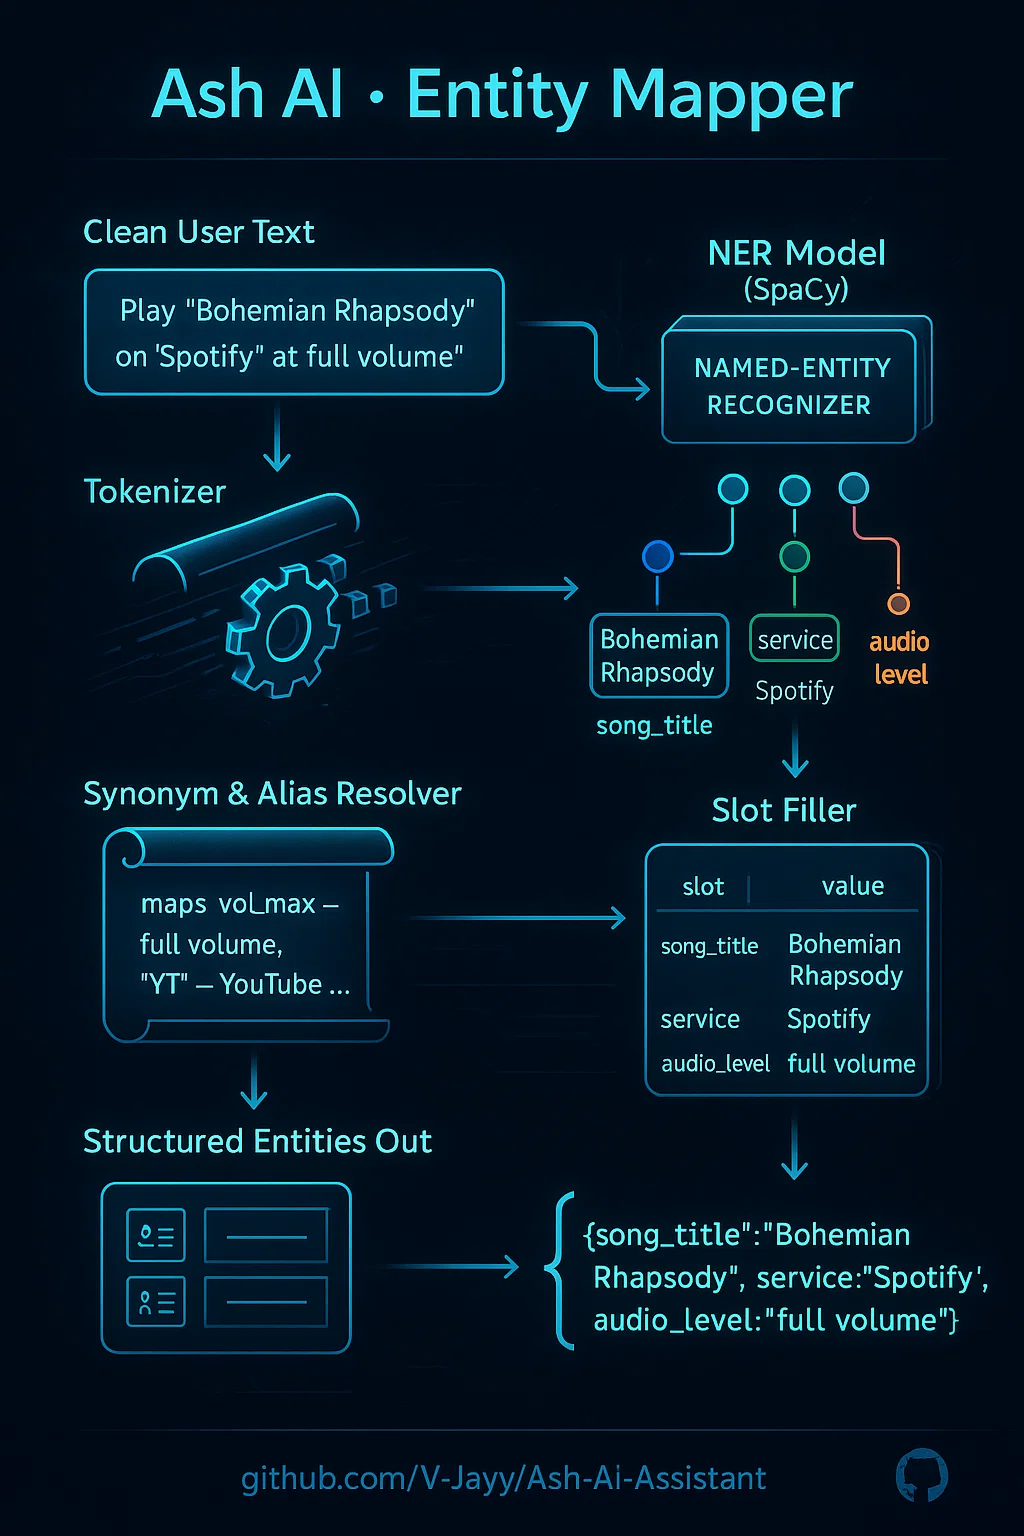 Ash AI · Entity Mapper
Clean User Text
Play "Bohemian Rhapsody"
on 'Spotify" at full volume"
NER Model
(SpaCy)
NAMED-ENTITY
RECOGNIZER
Tokenizer
Bohemian
Rhapsody
song_title
service
Spotify
audio
level
Synonym & Alias Resolver
maps vol_max –
full volume,
"YT" – YouTube ...
Slot Filler
slot | value
song_title Bohemian
Rhapsody
service Spotify
audio_level full volume
Structured Entities Out
{song_title":"Bohemian
Rhapsody", service:"Spotify',
audio_level:"full volume"}
github.com/V-Jayy/Ash-Ai-Assistant